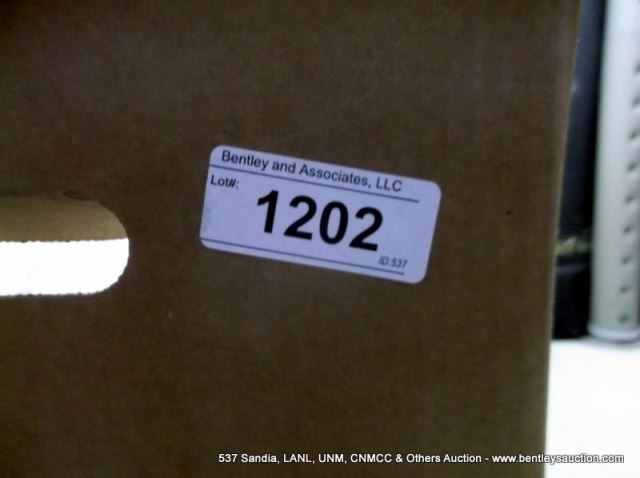 Bentley and Associates, LLC
Lot#:
1202
ID:537
537 Sandia, LANL, UNM, CNMCC & Others Auction - www.bentleysauction.com